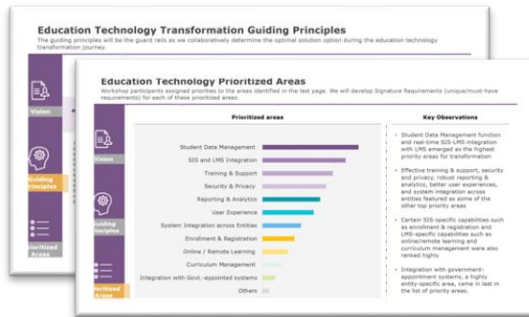 Education Technology Transformation Guiding Principles
The guiding principles will be the guard rails as we collaboratively determine the optimal solution option during the education technology
transformation journey.
Vision
Guiding
Principles
Prioritized
Areas
Education Technology Prioritized Areas
Workshop participants assigned priorities to the areas identified in the last page. We will develop Signature Requirements (unique/must-have
requirements) for each of these prioritized areas.
Vision
Guiding
Principles
Prioritized
Areas
Prioritized areas
Student Data Management
SIS and LMS Integration
Training & Support
Security & Privacy
Reporting & Analytics
User Experience
System Integration across Entities
Enrollment & Registration
Online / Remote Learning
Curriculum Management
Integration with Govt.-appointed systems
Others
Key Observations
• Student Data Management function
and real-time SIS-LMS integration
with LMS emerged as the highest
priority areas for transformation
• Effective training & support, security
and privacy, robust reporting &
analytics, better user experiences,
and system integration across
entities featured as some of the
other top priority areas
• Certain SIS-specific capabilities such
as enrollment & registration and
LMS-specific capabilities such as
online/remote learning and
curriculum management were also
ranked highly
• Integration with government-
appointment systems, a highly
entity-specific area, came in last in
the list of priority areas.